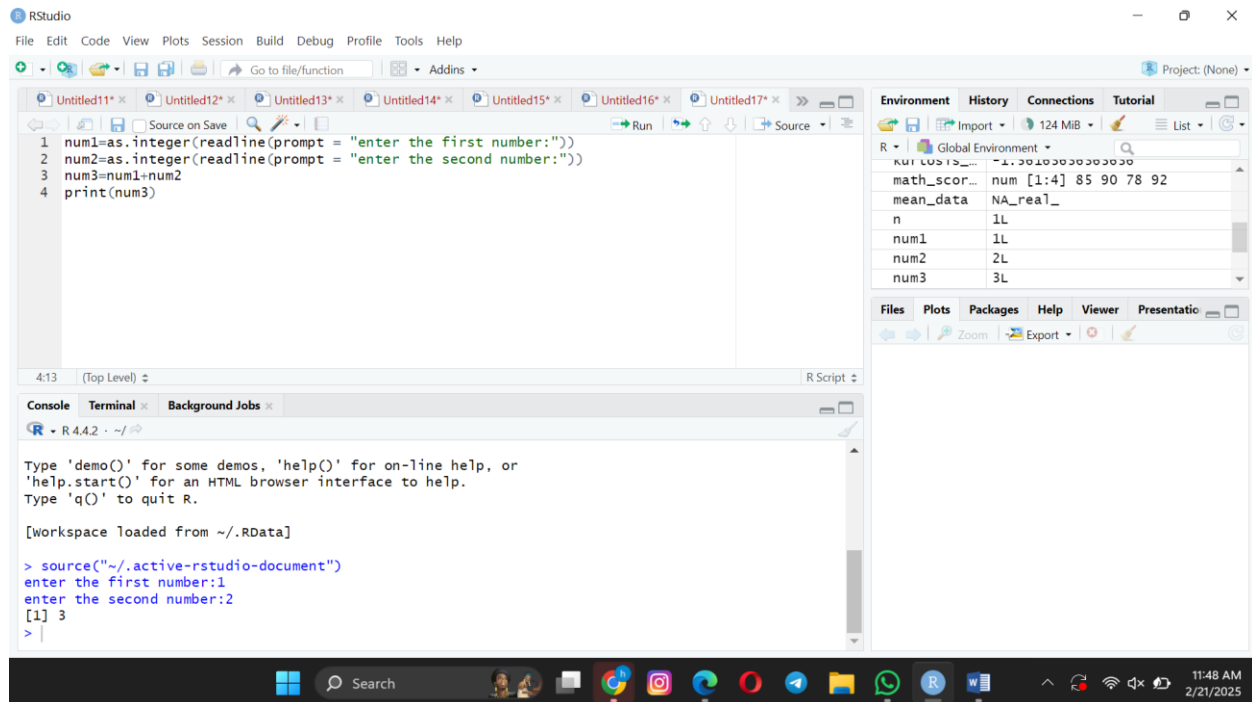 RStudio
File Edit Code View Plots Session Build Debug Profile Tools Help
Go to file/function Addins Project: (None)
Untitled11* Untitled12* Untitled13* Untitled14* Untitled15* Untitled16* Untitled17*
Source on Save Run Source
1 num1=as.integer(readline(prompt = "enter the first number:"))
2 num2=as.integer(readline(prompt = "enter the second number:"))
3 num3=num1+num2
4 print(num3)
4:13 (Top Level) R Script
Console Terminal Background Jobs
R 4.4.2 · ~/
Type 'demo()' for some demos, 'help()' for on-line help, or
'help.start()' for an HTML browser interface to help.
Type 'q()' to quit R.
[Workspace loaded from ~/.RData]
> source("~/.active-rstudio-document")
enter the first number:1
enter the second number:2
[1] 3
>
Environment History Connections Tutorial
Import 124 MiB List
R Global Environment
math_scor… num [1:4] 85 90 78 92
mean_data NA_real_
n 1L
num1 1L
num2 2L
num3 3L
Files Plots Packages Help Viewer Presentatio
Zoom Export
Search
11:48 AM
2/21/2025